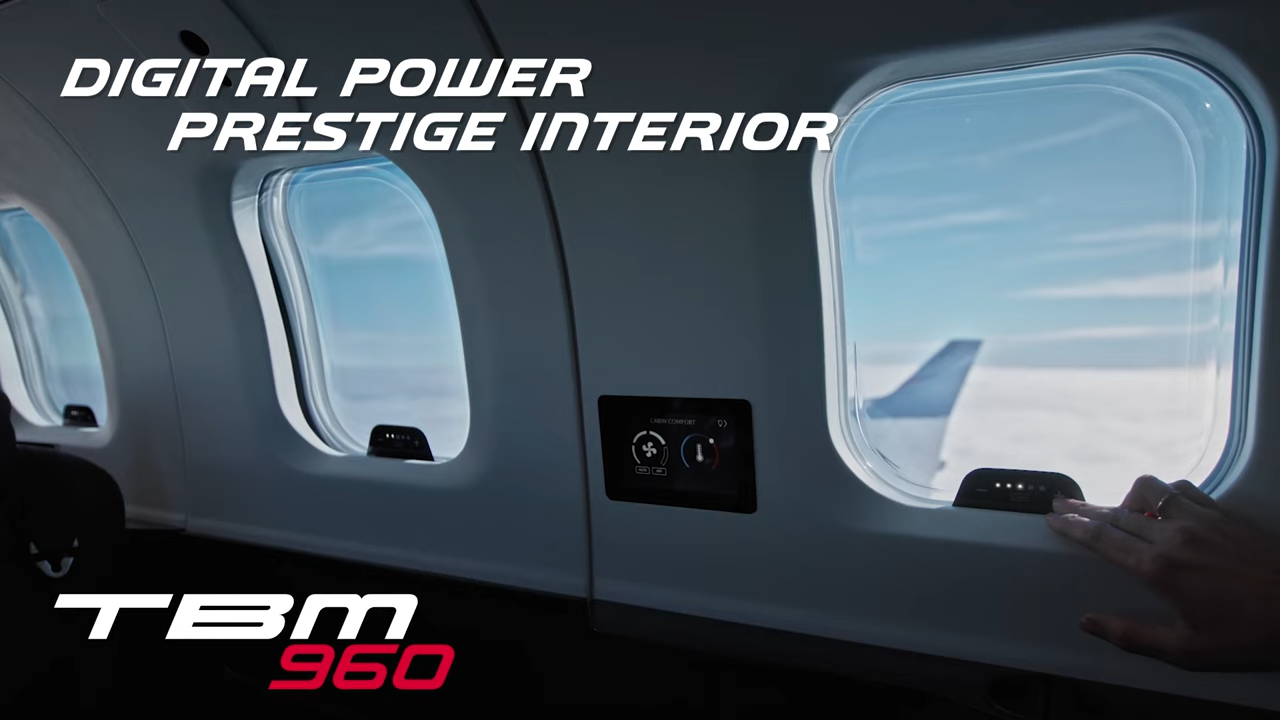 DIGITAL POWER
PRESTIGE INTERIOR
CABIN COMFORT
TBM
960